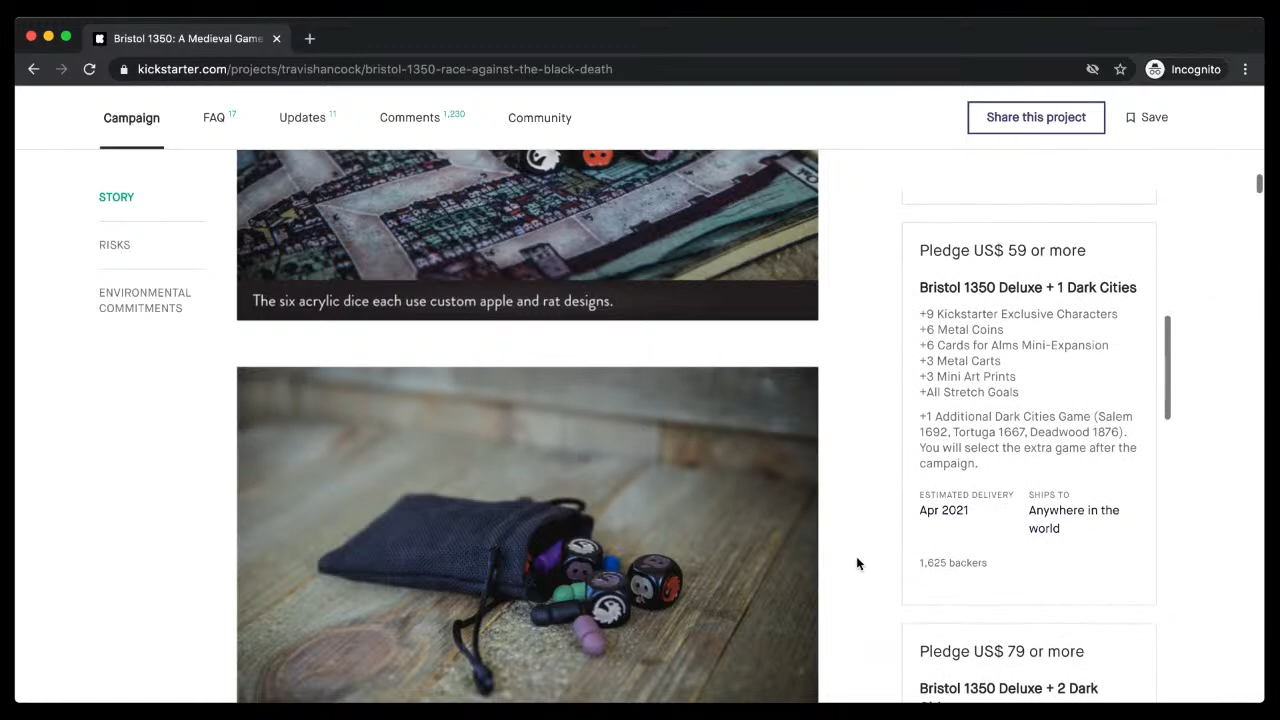 Bristol 1350: A Medieval Game
kickstarter.com/projects/travishancock/bristol-1350-race-against-the-black-death
Incognito
Campaign
FAQ 17
Updates 11
Comments 1,230
Community
Share this project
Save
STORY
RISKS
ENVIRONMENTAL
COMMITMENTS
The six acrylic dice each use custom apple and rat designs.
Pledge US$ 59 or more
Bristol 1350 Deluxe + 1 Dark Cities
+9 Kickstarter Exclusive Characters
+6 Metal Coins
+6 Cards for Alms Mini-Expansion
+3 Metal Carts
+3 Mini Art Prints
+All Stretch Goals
+1 Additional Dark Cities Game (Salem
1692, Tortuga 1667, Deadwood 1876).
You will select the extra game after the
campaign.
ESTIMATED DELIVERY
Apr 2021
SHIPS TO
Anywhere in the
world
1,625 backers
Pledge US$ 79 or more
Bristol 1350 Deluxe + 2 Dark